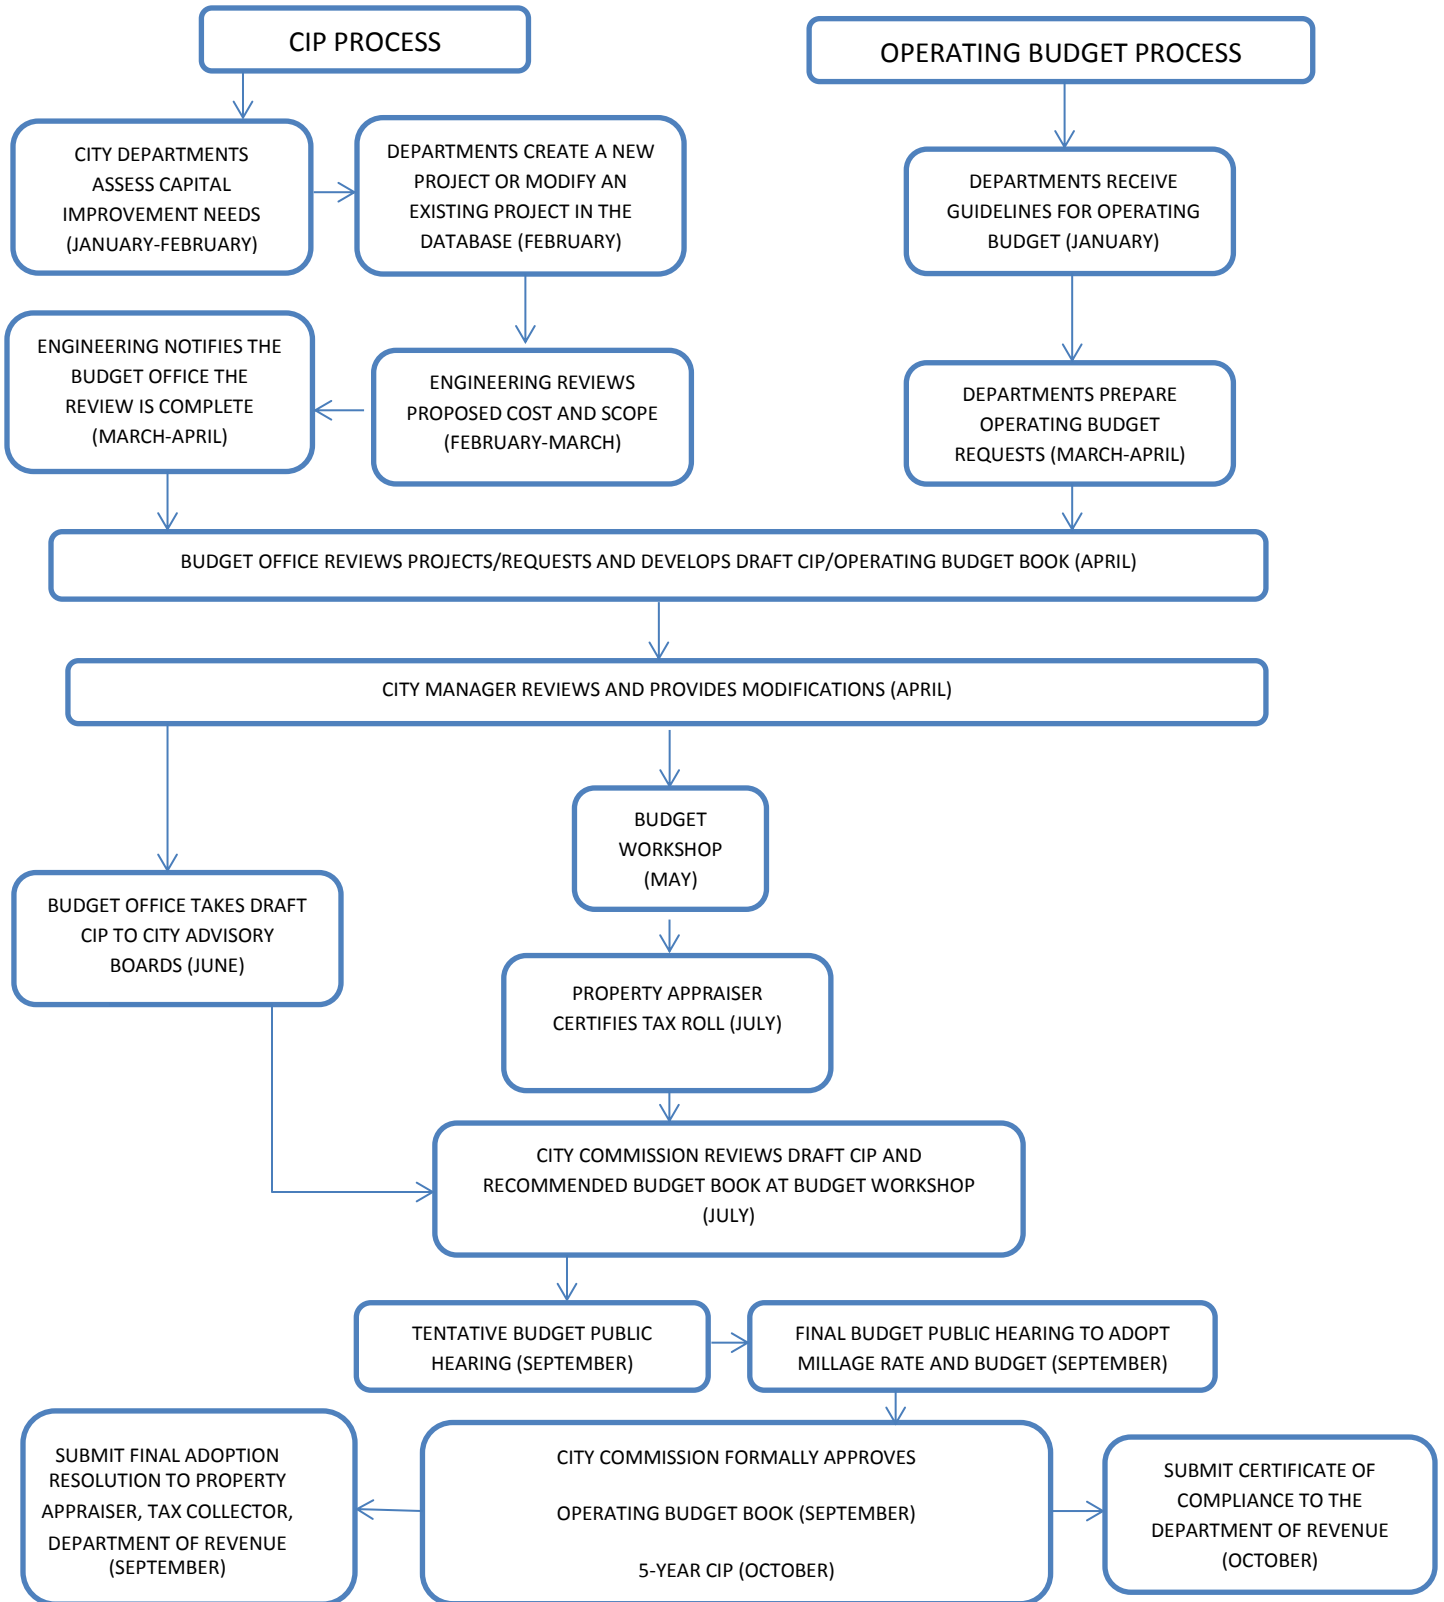 CIP PROCESS
OPERATING BUDGET PROCESS
CITY DEPARTMENTS
ASSESS CAPITAL
IMPROVEMENT NEEDS
(JANUARY-FEBRUARY)
DEPARTMENTS CREATE A NEW
PROJECT OR MODIFY AN
EXISTING PROJECT IN THE
DATABASE (FEBRUARY)
DEPARTMENTS RECEIVE
GUIDELINES FOR OPERATING
BUDGET (JANUARY)
ENGINEERING NOTIFIES THE
BUDGET OFFICE THE
REVIEW IS COMPLETE
(MARCH-APRIL)
ENGINEERING REVIEWS
PROPOSED COST AND SCOPE
(FEBRUARY-MARCH)
DEPARTMENTS PREPARE
OPERATING BUDGET
REQUESTS (MARCH-APRIL)
BUDGET OFFICE REVIEWS PROJECTS/REQUESTS AND DEVELOPS DRAFT CIP/OPERATING BUDGET BOOK (APRIL)
CITY MANAGER REVIEWS AND PROVIDES MODIFICATIONS (APRIL)
BUDGET
WORKSHOP
(MAY)
BUDGET OFFICE TAKES DRAFT
CIP TO CITY ADVISORY
BOARDS (JUNE)
PROPERTY APPRAISER
CERTIFIES TAX ROLL (JULY)
CITY COMMISSION REVIEWS DRAFT CIP AND
RECOMMENDED BUDGET BOOK AT BUDGET WORKSHOP
(JULY)
TENTATIVE BUDGET PUBLIC
HEARING (SEPTEMBER)
FINAL BUDGET PUBLIC HEARING TO ADOPT
MILLAGE RATE AND BUDGET (SEPTEMBER)
SUBMIT FINAL ADOPTION
RESOLUTION TO PROPERTY
APPRAISER, TAX COLLECTOR,
DEPARTMENT OF REVENUE
(SEPTEMBER)
CITY COMMISSION FORMALLY APPROVES
OPERATING BUDGET BOOK (SEPTEMBER)
5-YEAR CIP (OCTOBER)
SUBMIT CERTIFICATE OF
COMPLIANCE TO THE
DEPARTMENT OF REVENUE
(OCTOBER)